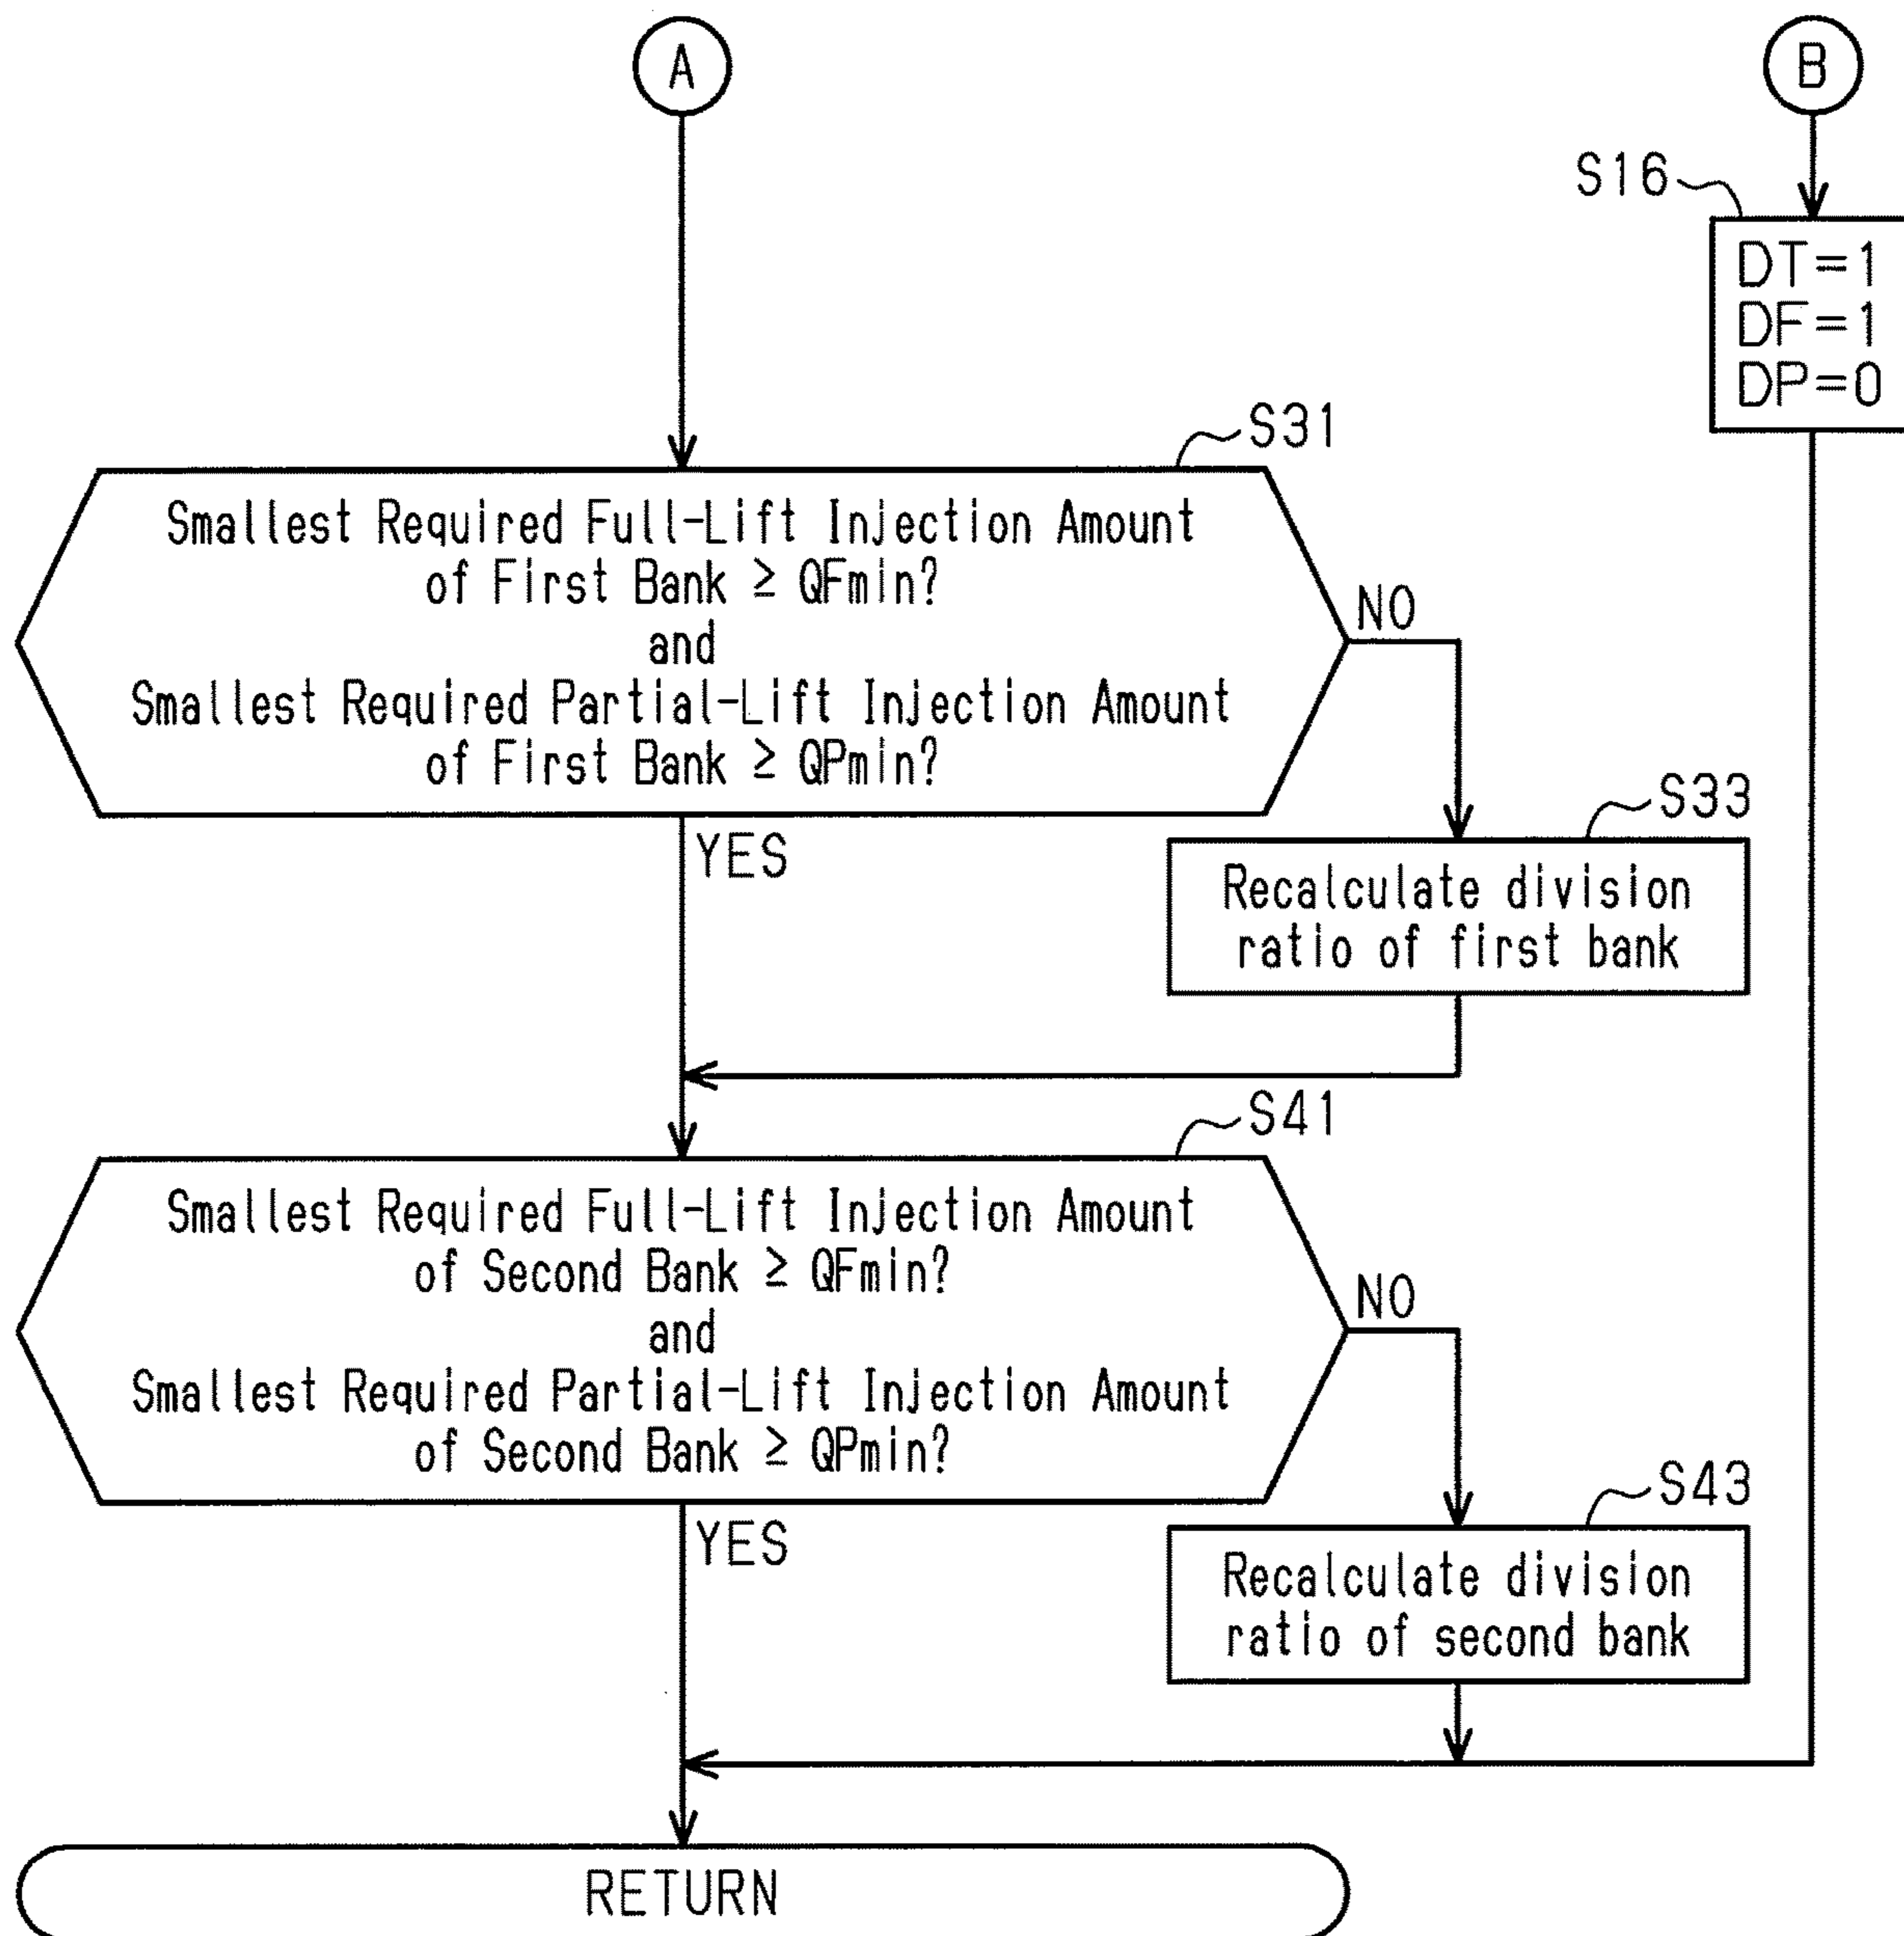 A
B
S16
DT=1
DF=1
DP=0
S31
Smallest Required Full-Lift Injection Amount
of First Bank ≥ QFmin?
and
Smallest Required Partial-Lift Injection Amount
of First Bank ≥ QPmin?
NO
YES
S33
Recalculate division
ratio of first bank
S41
Smallest Required Full-Lift Injection Amount
of Second Bank ≥ QFmin?
and
Smallest Required Partial-Lift Injection Amount
of Second Bank ≥ QPmin?
NO
YES
S43
Recalculate division
ratio of second bank
RETURN